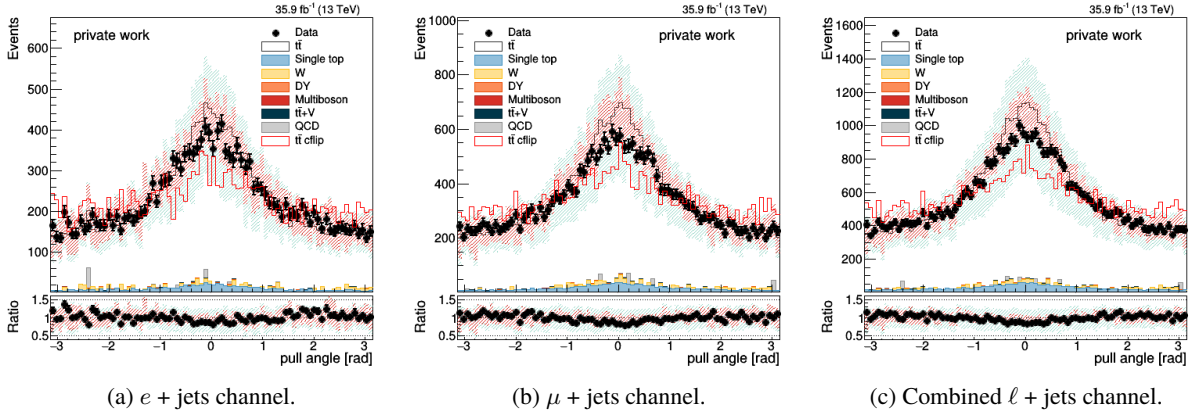 35.9 fb⁻¹ (13 TeV)
Events
private work
Data
tt̄
Single top
W
DY
Multiboson
tt̄+V
QCD
tt̄ cflip
600
500
400
300
200
100
Ratio
1.5
1
0.5
−3 −2 −1 0 1 2 3
pull angle [rad]
(a) e + jets channel.
35.9 fb⁻¹ (13 TeV)
Events
private work
Data
tt̄
Single top
W
DY
Multiboson
tt̄+V
QCD
tt̄ cflip
1000
800
600
400
200
Ratio
1.5
1
0.5
−3 −2 −1 0 1 2 3
pull angle [rad]
(b) μ + jets channel.
35.9 fb⁻¹ (13 TeV)
Events
private work
Data
tt̄
Single top
W
DY
Multiboson
tt̄+V
QCD
tt̄ cflip
1600
1400
1200
1000
800
600
400
200
Ratio
1.5
1
0.5
−3 −2 −1 0 1 2 3
pull angle [rad]
(c) Combined ℓ + jets channel.